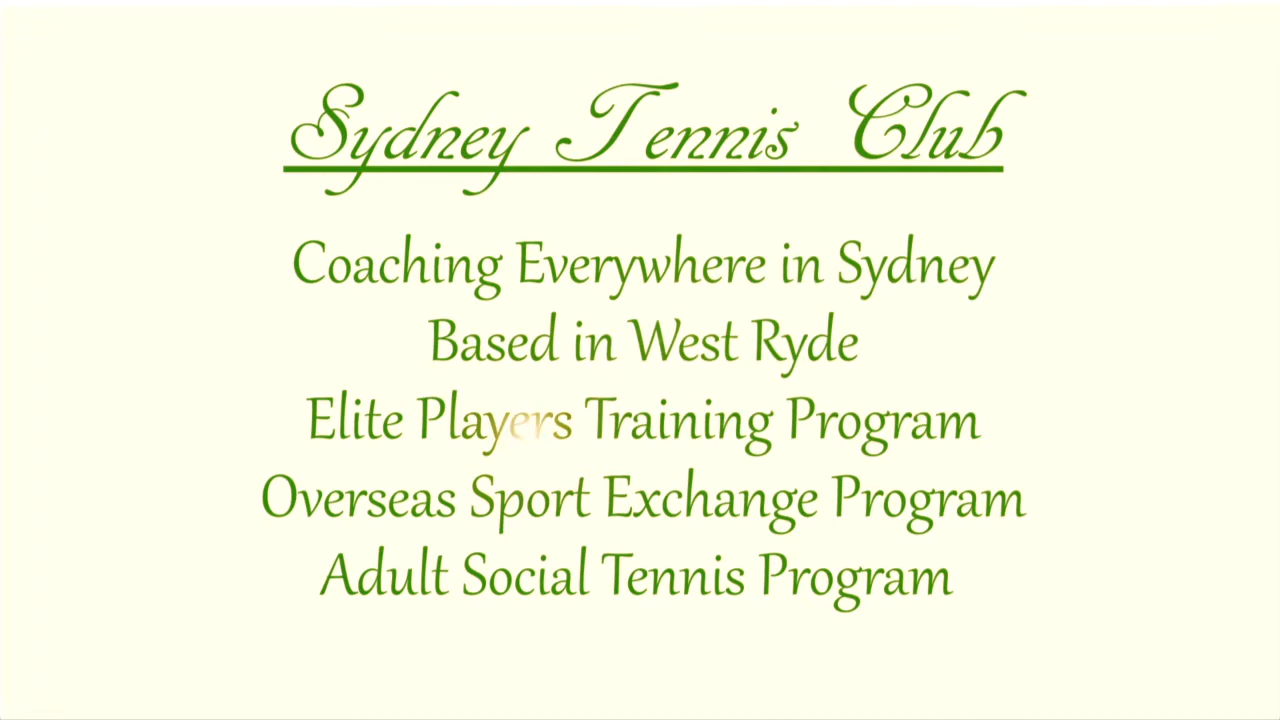 Sydney Tennis Club
Coaching Everywhere in Sydney
Based in West Ryde
Elite Players Training Program
Overseas Sport Exchange Program
Adult Social Tennis Program